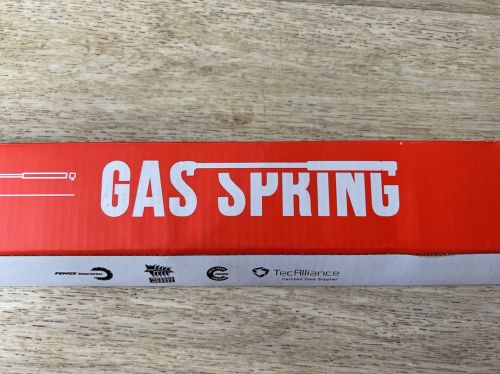 GAS SPRING
FENOX
TecAlliance
Certified Data Supplier